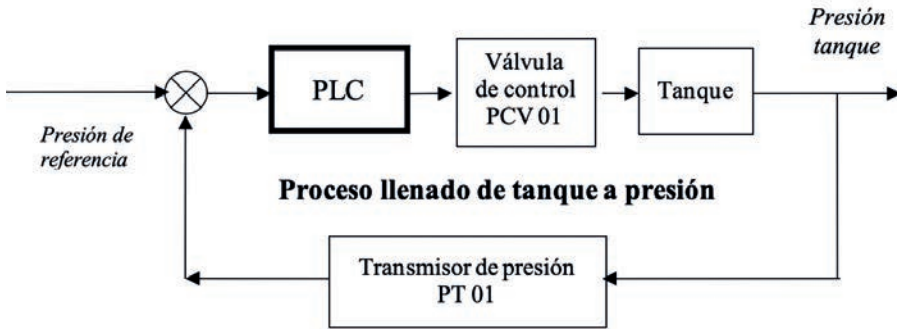 Presión
tanque
PLC
Válvula
de control
PCV 01
Tanque
Presión de
referencia
Proceso llenado de tanque a presión
Transmisor de presión
PT 01